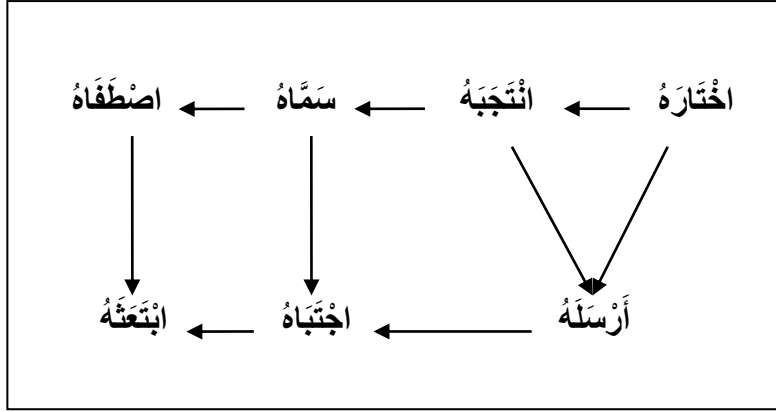 اخْتَارَهُ انْتَجَبَهُ سَمَّاهُ اصْطَفَاهُ
أَرْسَلَهُ اجْتَبَاهُ ابْتَعَثَهُ